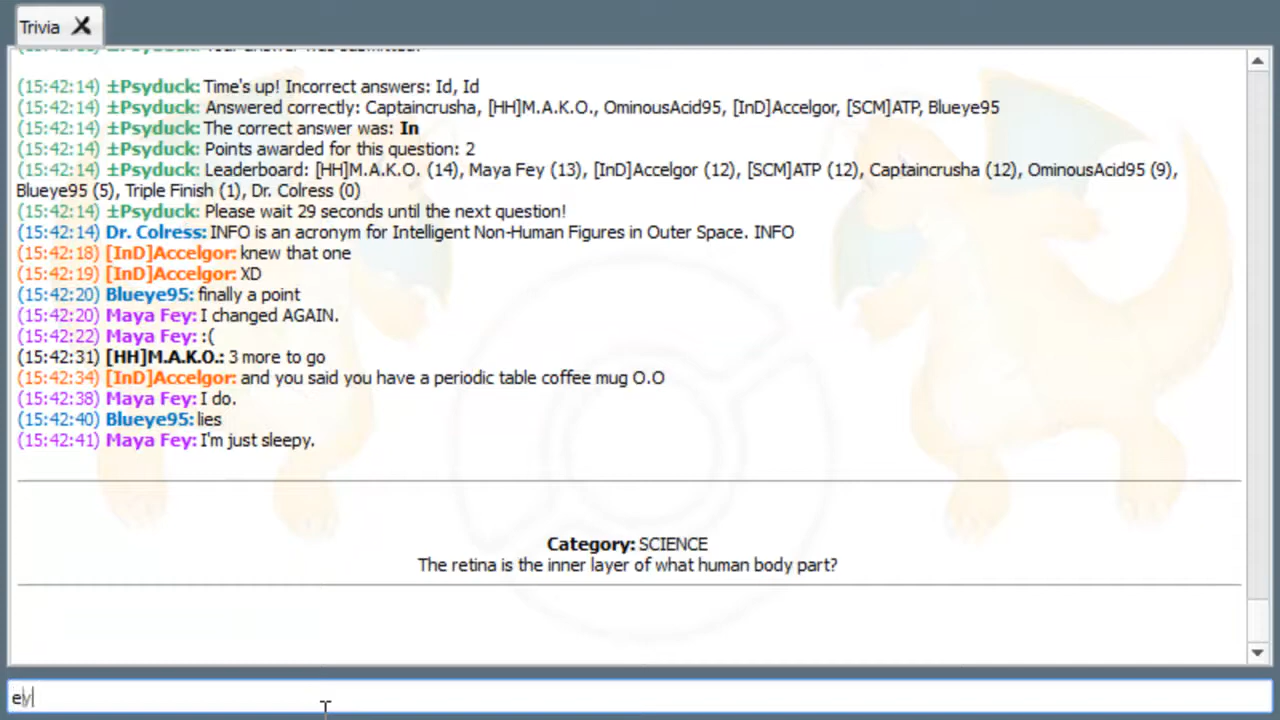 Trivia X
(15:42:14) ±Psyduck: Time's up! Incorrect answers: Id, Id
(15:42:14) ±Psyduck: Answered correctly: Captaincrusha, [HH]M.A.K.O., OminousAcid95, [InD]Accelgor, [SCM]ATP, Blueye95
(15:42:14) ±Psyduck: The correct answer was: In
(15:42:14) ±Psyduck: Points awarded for this question: 2
(15:42:14) ±Psyduck: Leaderboard: [HH]M.A.K.O. (14), Maya Fey (13), [InD]Accelgor (12), [SCM]ATP (12), Captaincrusha (12), OminousAcid95 (9),
Blueye95 (5), Triple Finish (1), Dr. Colress (0)
(15:42:14) ±Psyduck: Please wait 29 seconds until the next question!
(15:42:14) Dr. Colress: INFO is an acronym for Intelligent Non-Human Figures in Outer Space. INFO
(15:42:18) [InD]Accelgor: knew that one
(15:42:19) [InD]Accelgor: XD
(15:42:20) Blueye95: finally a point
(15:42:20) Maya Fey: I changed AGAIN.
(15:42:22) Maya Fey: :(
(15:42:31) [HH]M.A.K.O.: 3 more to go
(15:42:34) [InD]Accelgor: and you said you have a periodic table coffee mug O.O
(15:42:38) Maya Fey: I do.
(15:42:40) Blueye95: lies
(15:42:41) Maya Fey: I'm just sleepy.
Category: SCIENCE
The retina is the inner layer of what human body part?
ey